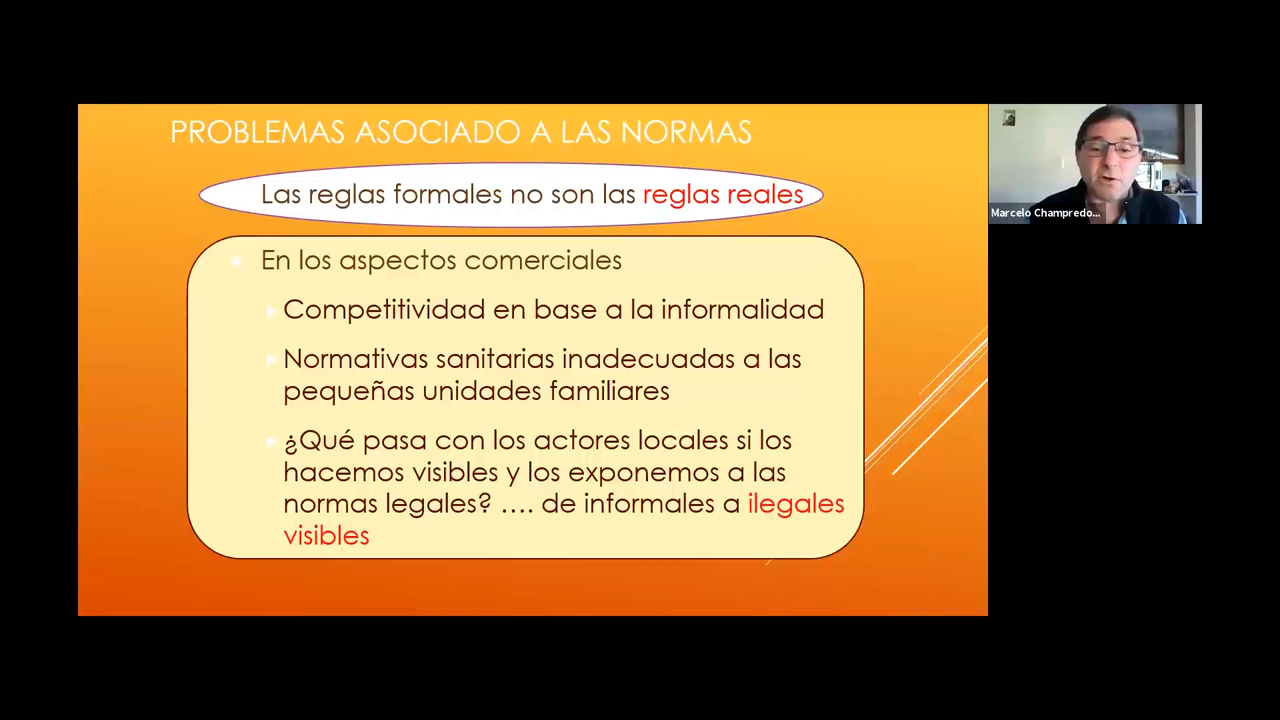 PROBLEMAS ASOCIADO A LAS NORMAS
Las reglas formales no son las reglas reales
En los aspectos comerciales
Competitividad en base a la informalidad
Normativas sanitarias inadecuadas a las
pequeñas unidades familiares
¿Qué pasa con los actores locales si los
hacemos visibles y los exponemos a las
normas legales? …. de informales a ilegales
visibles
Marcelo Champredo...